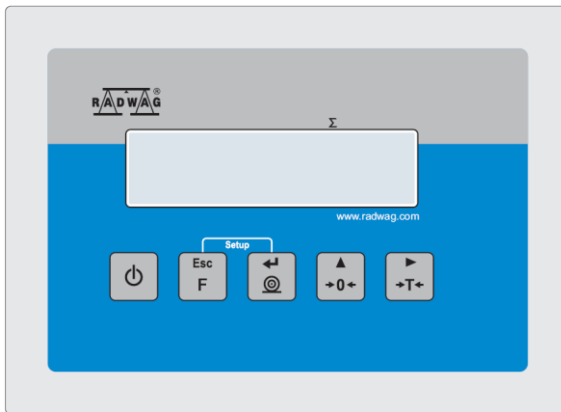 RADWAG®
Σ
www.radwag.com
Setup
Esc
F
→0←
→T←